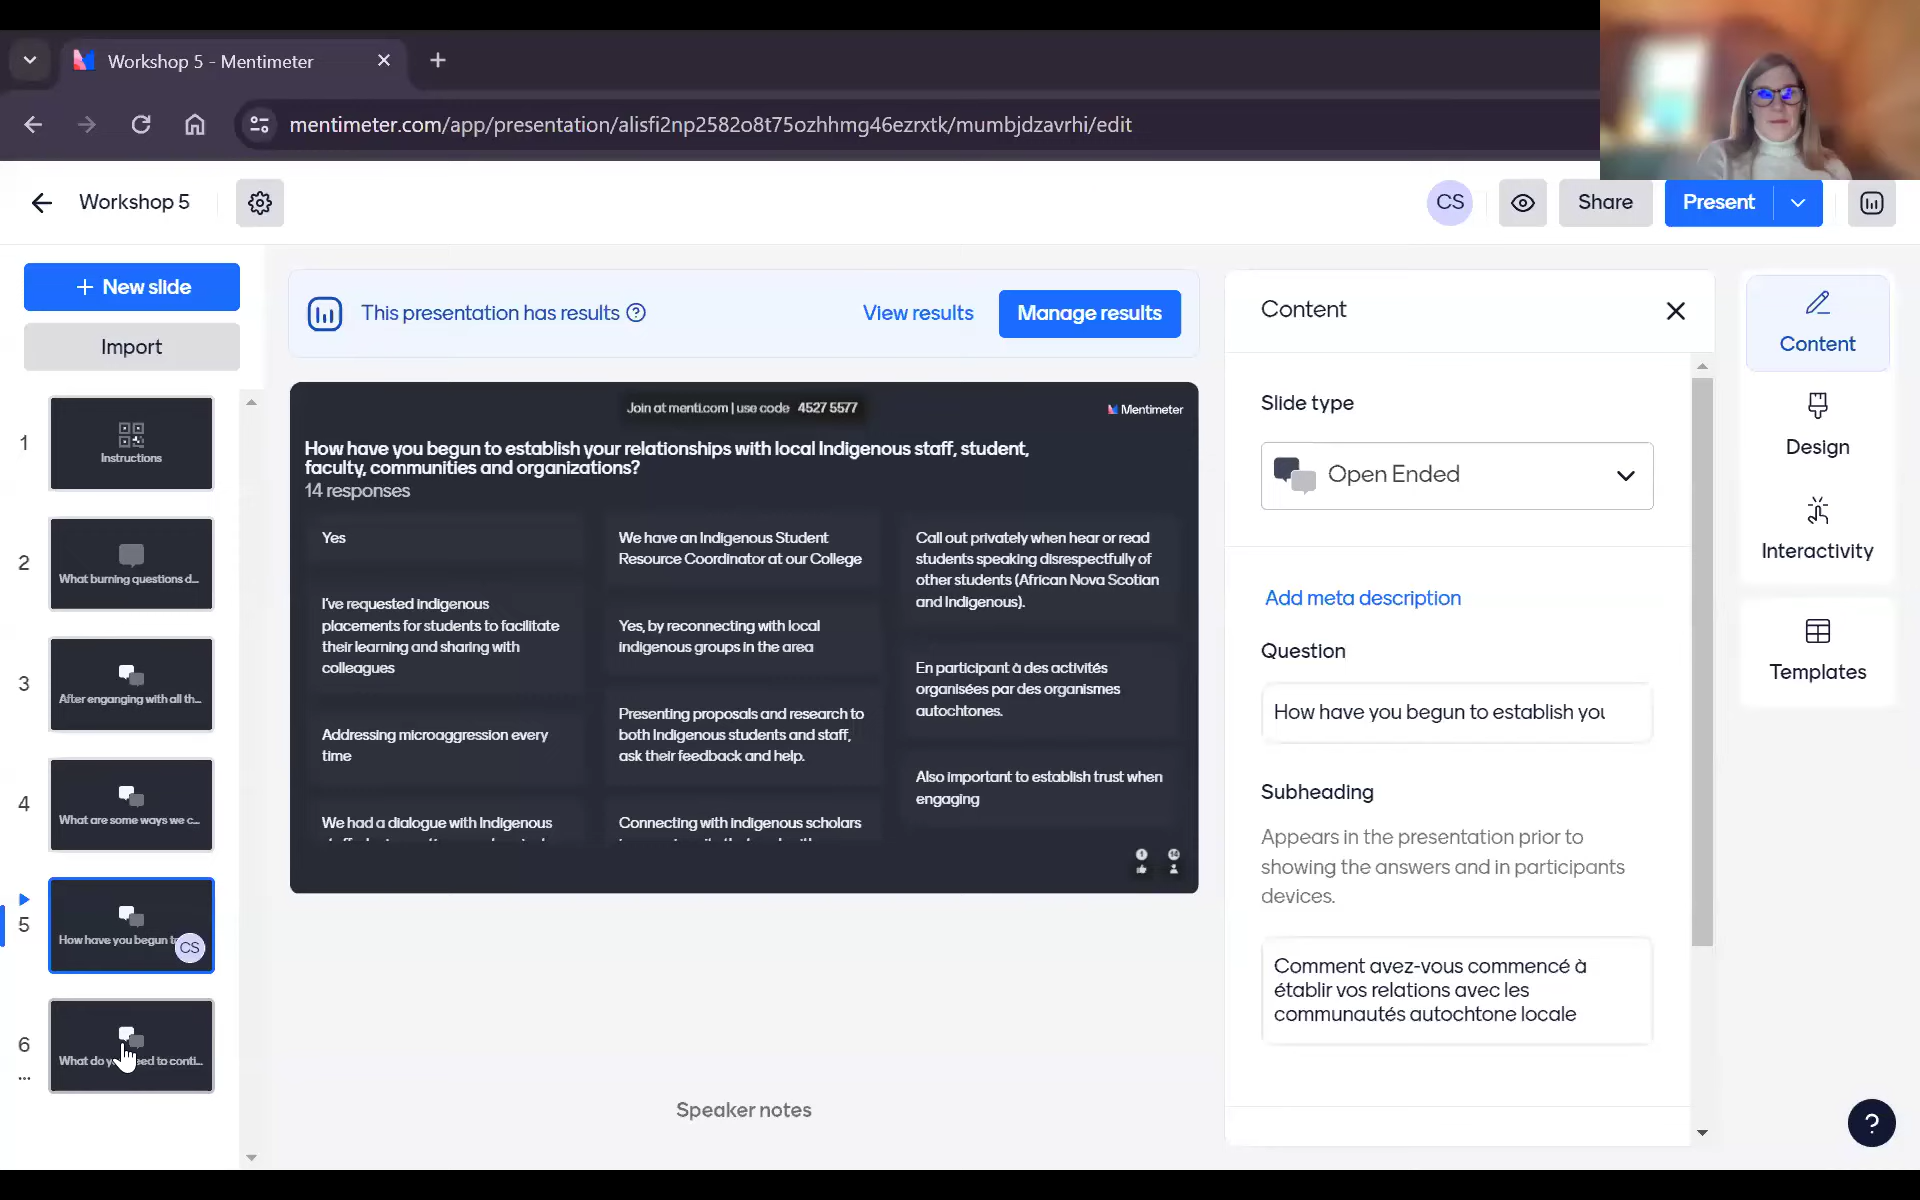 Workshop 5 - Mentimeter
mentimeter.com/app/presentation/alisfi2np2582o8t75ozhhmg46ezrxtk/mumbjdzavrhi/edit
Workshop 5
CS
Share
Present
New slide
Import
1
Instructions
2
What burning questions d...
3
After enganging with all th...
4
What are some ways we c...
5
How have you begun t
CS
6
What do y
eed to conti...
...
This presentation has results
View results
Manage results
Join at menti.com | use code 4527 5577
Mentimeter
How have you begun to establish your relationships with local Indigenous staff, student,
faculty, communities and organizations?
14 responses
Yes
I've requested indigenous
placements for students to facilitate
their learning and sharing with
colleagues
Addressing microaggression every
time
We had a dialogue with Indigenous
We have an Indigenous Student
Resource Coordinator at our College
Yes, by reconnecting with local
Indigenous groups in the area
Presenting proposals and research to
both Indigenous students and staff,
ask their feedback and help.
Connecting with indigenous scholars
Call out privately when hear or read
students speaking disrespectfully of
other students (African Nova Scotian
and Indigenous).
En participant à des activités
organisées par des organismes
autochtones.
Also important to establish trust when
engaging
1
14
Speaker notes
Content
Slide type
Open Ended
Add meta description
Question
How have you begun to establish you
Subheading
Appears in the presentation prior to
showing the answers and in participants
devices.
Comment avez-vous commencé à
établir vos relations avec les
communautés autochtone locale
Content
Design
Interactivity
Templates
?